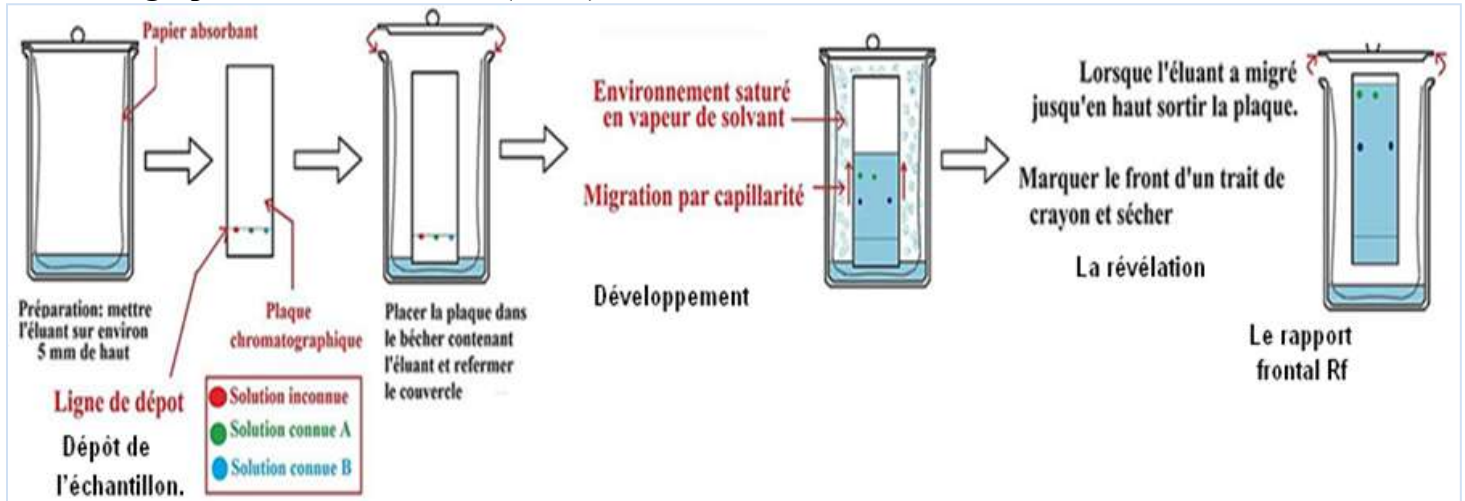 Papier absorbant
Préparation: mettre
l'éluant sur environ
5 mm de haut
Ligne de dépôt
Dépôt de
l'échantillon.
Plaque
chromatographique
Solution inconnue
Solution connue A
Solution connue B
Placer la plaque dans
le bécher contenant
l'éluant et refermer
le couvercle
Environnement saturé
en vapeur de solvant
Migration par capillarité
Développement
Lorsque l'éluant a migré
jusqu'en haut sortir la plaque.
Marquer le front d'un trait de
crayon et sécher
La révélation
Le rapport
frontal Rf